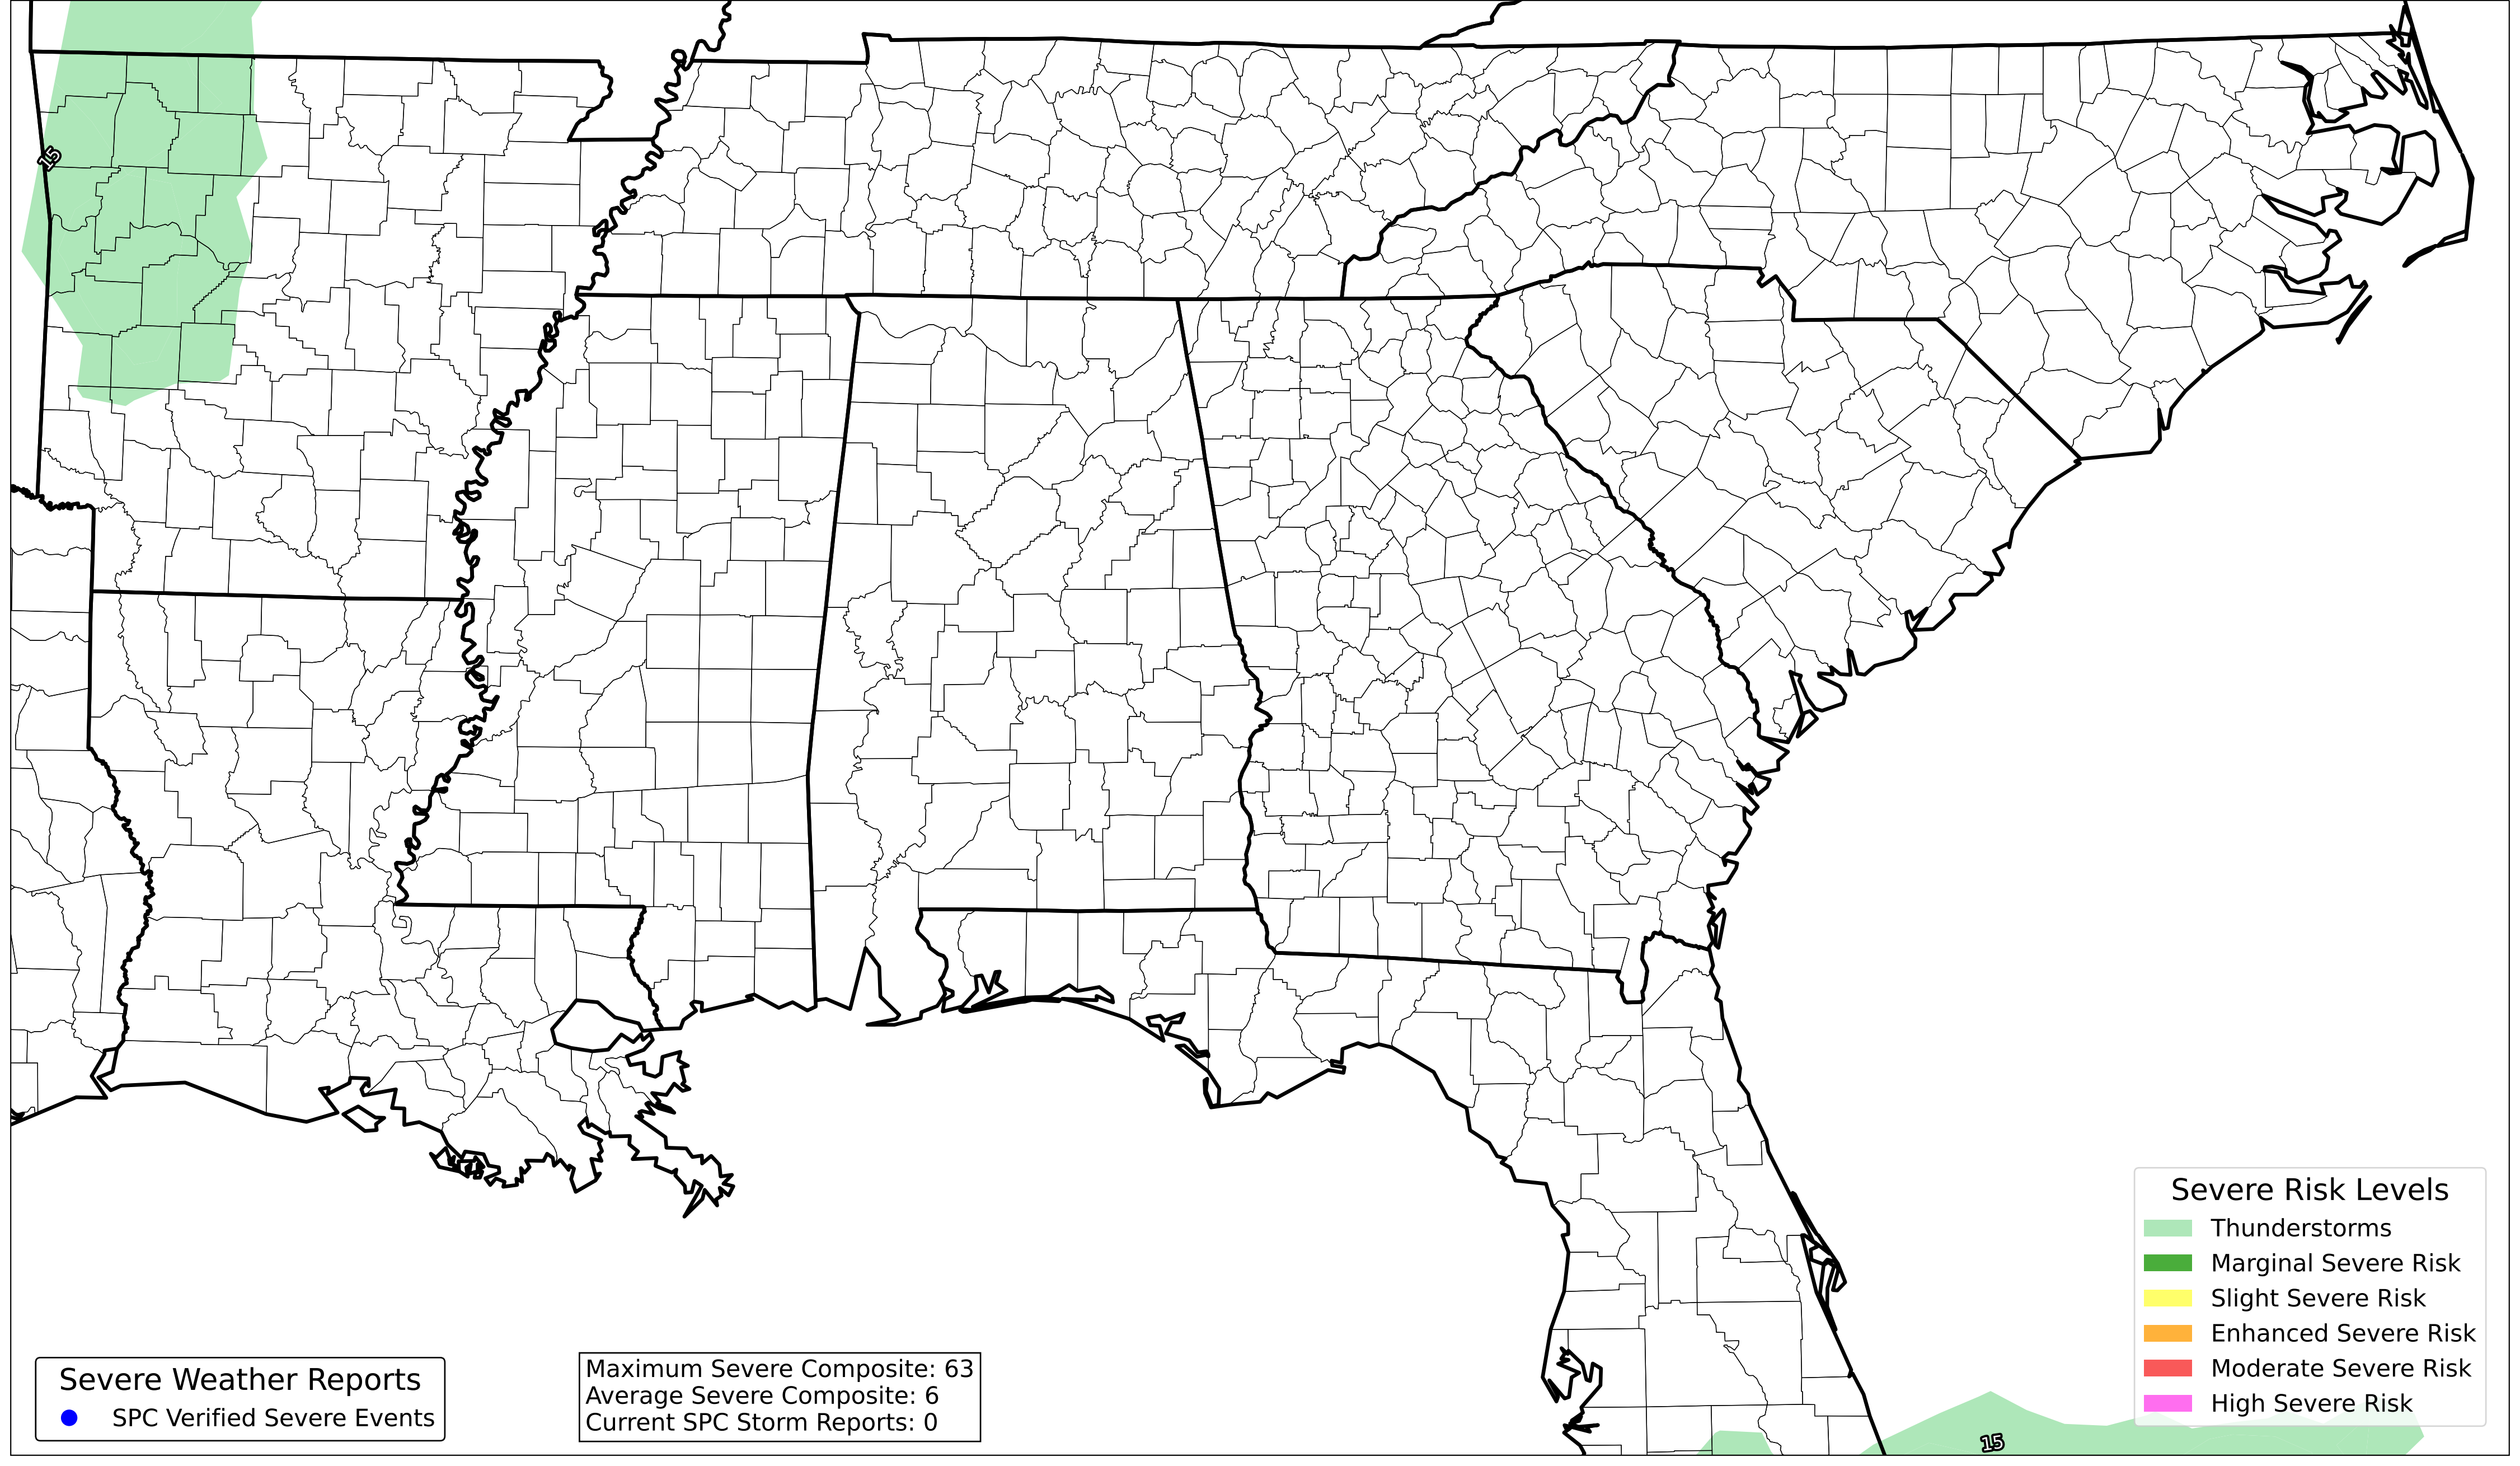 15
Severe Risk Levels
Thunderstorms
Marginal Severe Risk
Slight Severe Risk
Enhanced Severe Risk
Moderate Severe Risk
High Severe Risk
Severe Weather Reports
SPC Verified Severe Events
Maximum Severe Composite: 63
Average Severe Composite: 6
Current SPC Storm Reports: 0
15